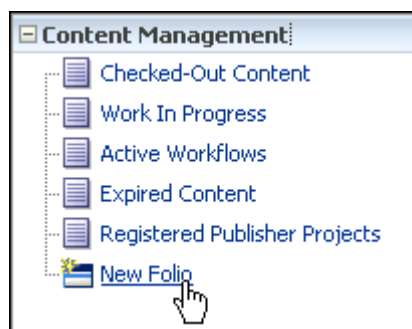 Content Management
Checked-Out Content
Work In Progress
Active Workflows
Expired Content
Registered Publisher Projects
New Folio